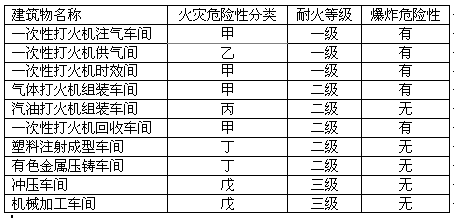 建筑物名称 火灾危险性分类 耐火等级 爆炸危险性
一次性打火机注气车间 甲 一级 有
一次性打火机供气间 乙 一级 有
一次性打火机时效间 甲 一级 有
气体打火机组装车间 甲 二级 有
汽油打火机组装车间 丙 二级 无
一次性打火机回收车间 甲 二级 有
塑料注射成型车间 丁 二级 无
有色金属压铸车间 丁 二级 无
冲压车间 戊 三级 无
机械加工车间 戊 三级 无